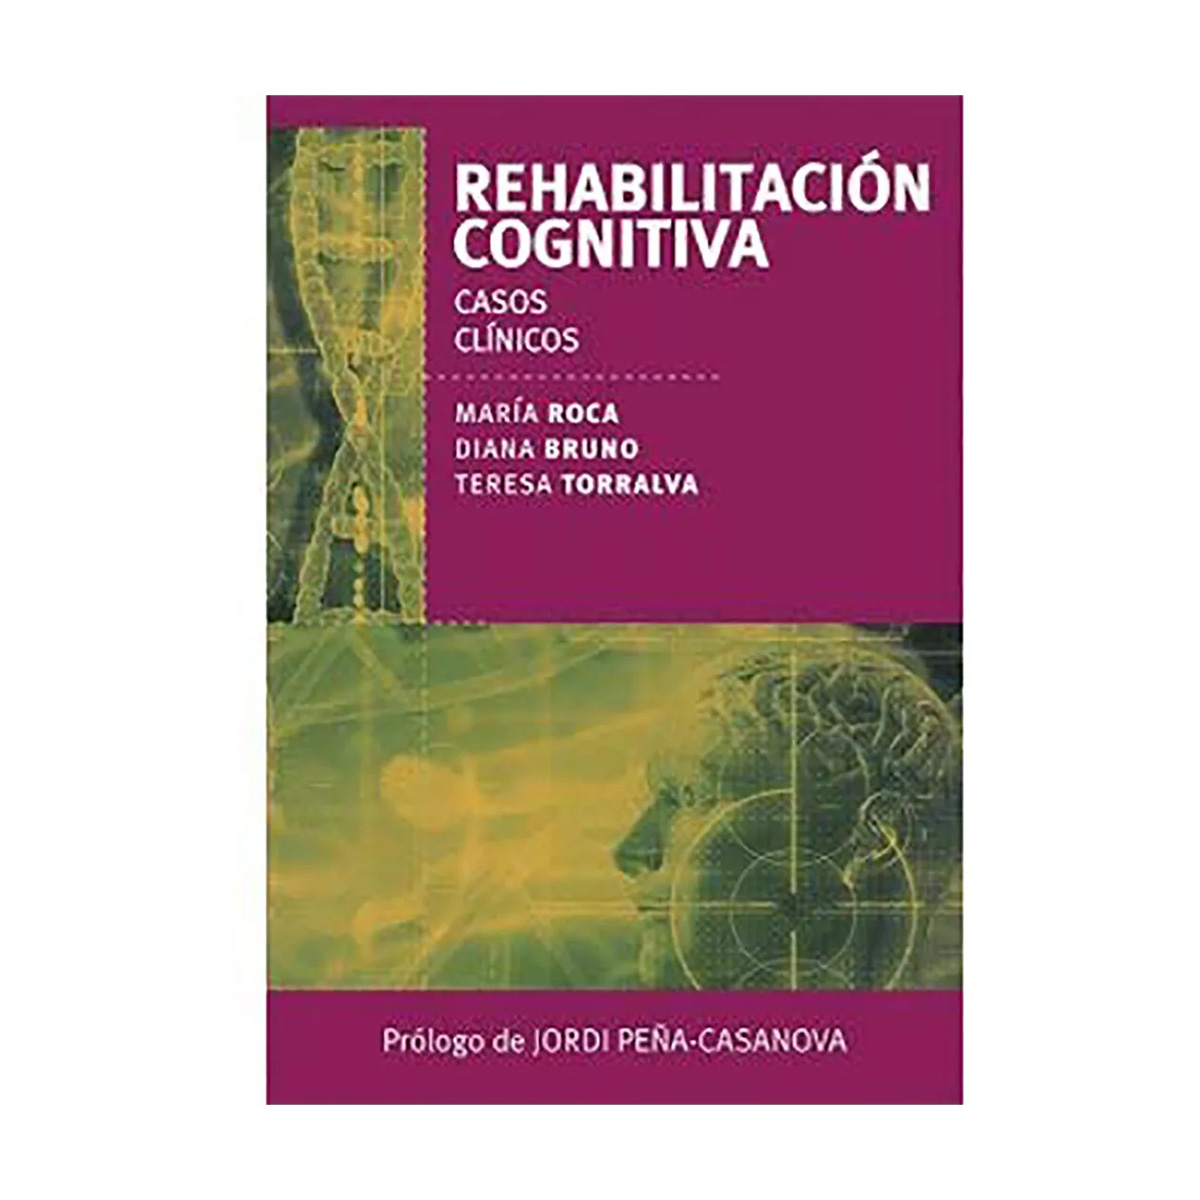 REHABILITACIÓN
COGNITIVA
CASOS
CLÍNICOS
MARÍA ROCA
DIANA BRUNO
TERESA TORRALVA
Prólogo de JORDI PEÑA-CASANOVA